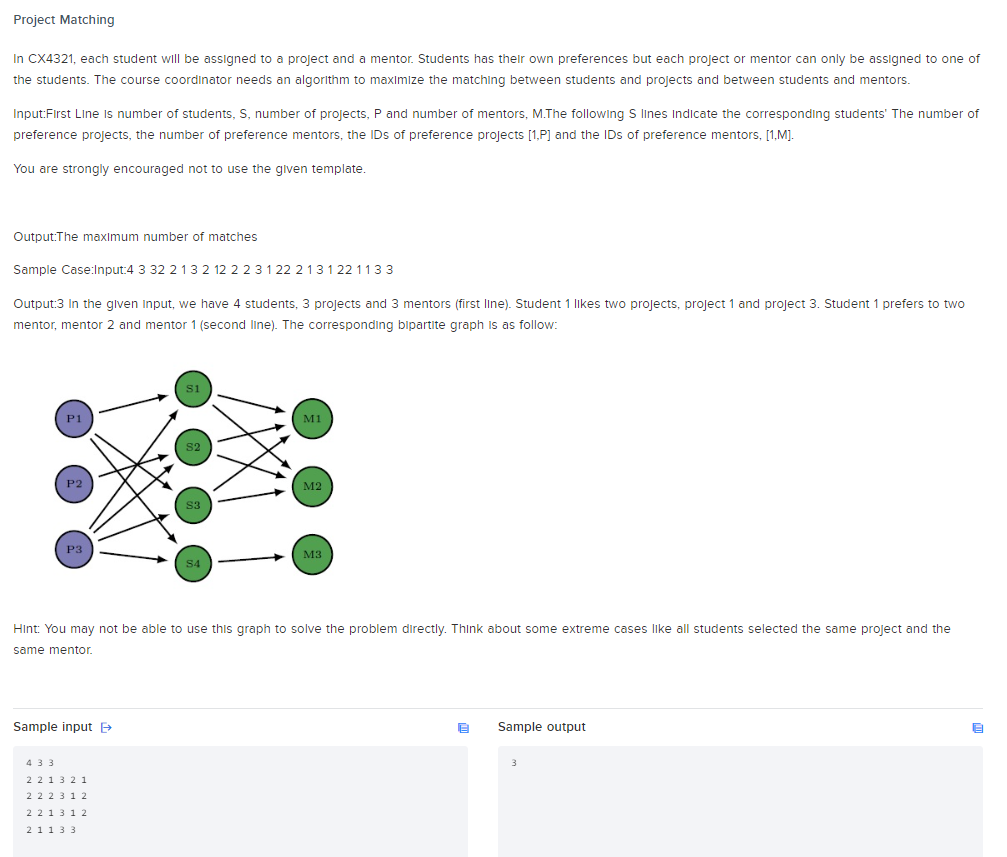 Project Matching
In CX4321, each student will be assigned to a project and a mentor. Students has their own preferences but each project or mentor can only be assigned to one of
the students. The course coordinator needs an algorithm to maximize the matching between students and projects and between students and mentors.
Input:First Line is number of students, S, number of projects, P and number of mentors, M.The following S lines indicate the corresponding students' The number of
preference projects, the number of preference mentors, the IDs of preference projects [1,P] and the IDs of preference mentors, [1,M].
You are strongly encouraged not to use the given template.
Output:The maximum number of matches
Sample Case:Input:4 3 32 2 1 3 2 12 2 2 3 1 22 2 1 3 1 22 1 1 3 3
Output:3 In the given input, we have 4 students, 3 projects and 3 mentors (first line). Student 1 likes two projects, project 1 and project 3. Student 1 prefers to two
mentor, mentor 2 and mentor 1 (second line). The corresponding bipartite graph is as follow:
S1
P1
M1
S2
P2
M2
S3
P3
M3
S4
Hint: You may not be able to use this graph to solve the problem directly. Think about some extreme cases like all students selected the same project and the
same mentor.
Sample input
4 3 3
2 2 1 3 2 1
2 2 2 3 1 2
2 2 1 3 1 2
2 1 1 3 3
Sample output
3